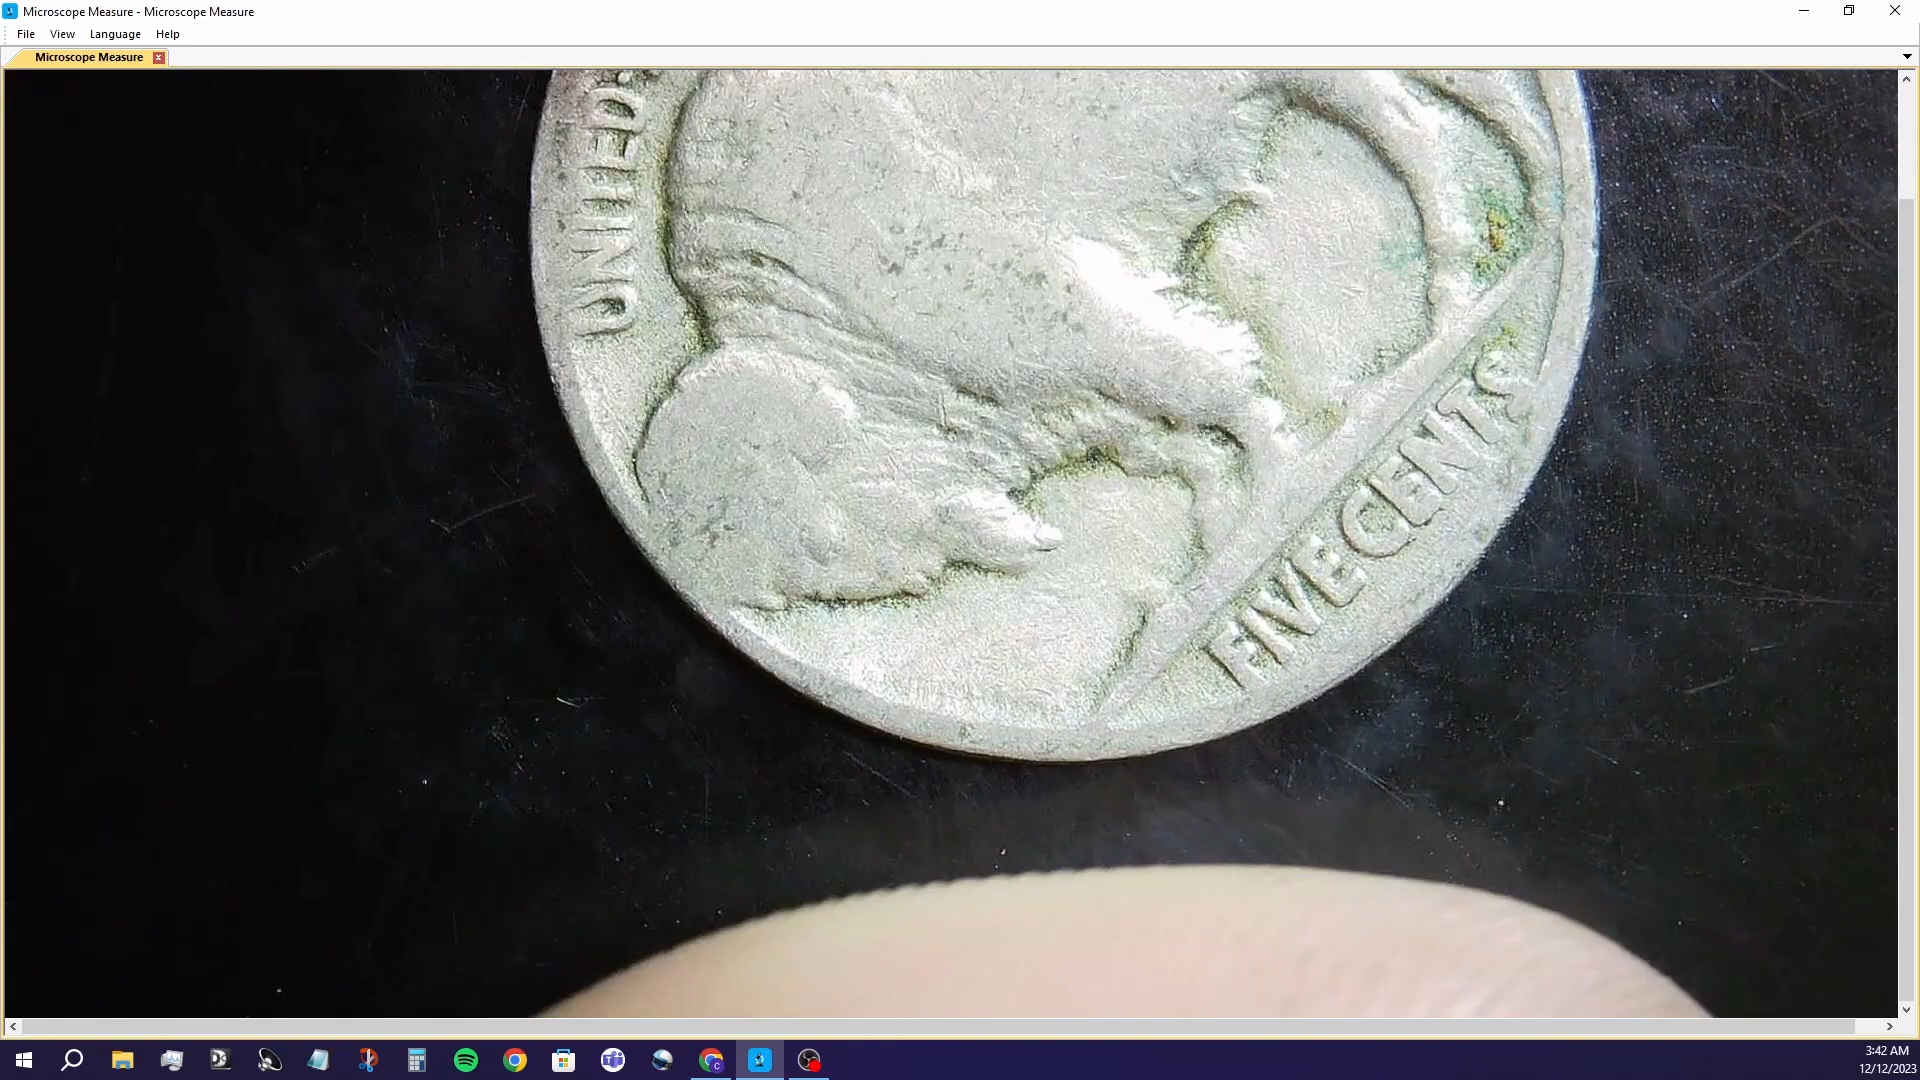 Microscope Measure - Microscope Measure
File View Language Help
Microscope Measure
UNITED
FIVE CENTS
3:42 AM
12/12/2023